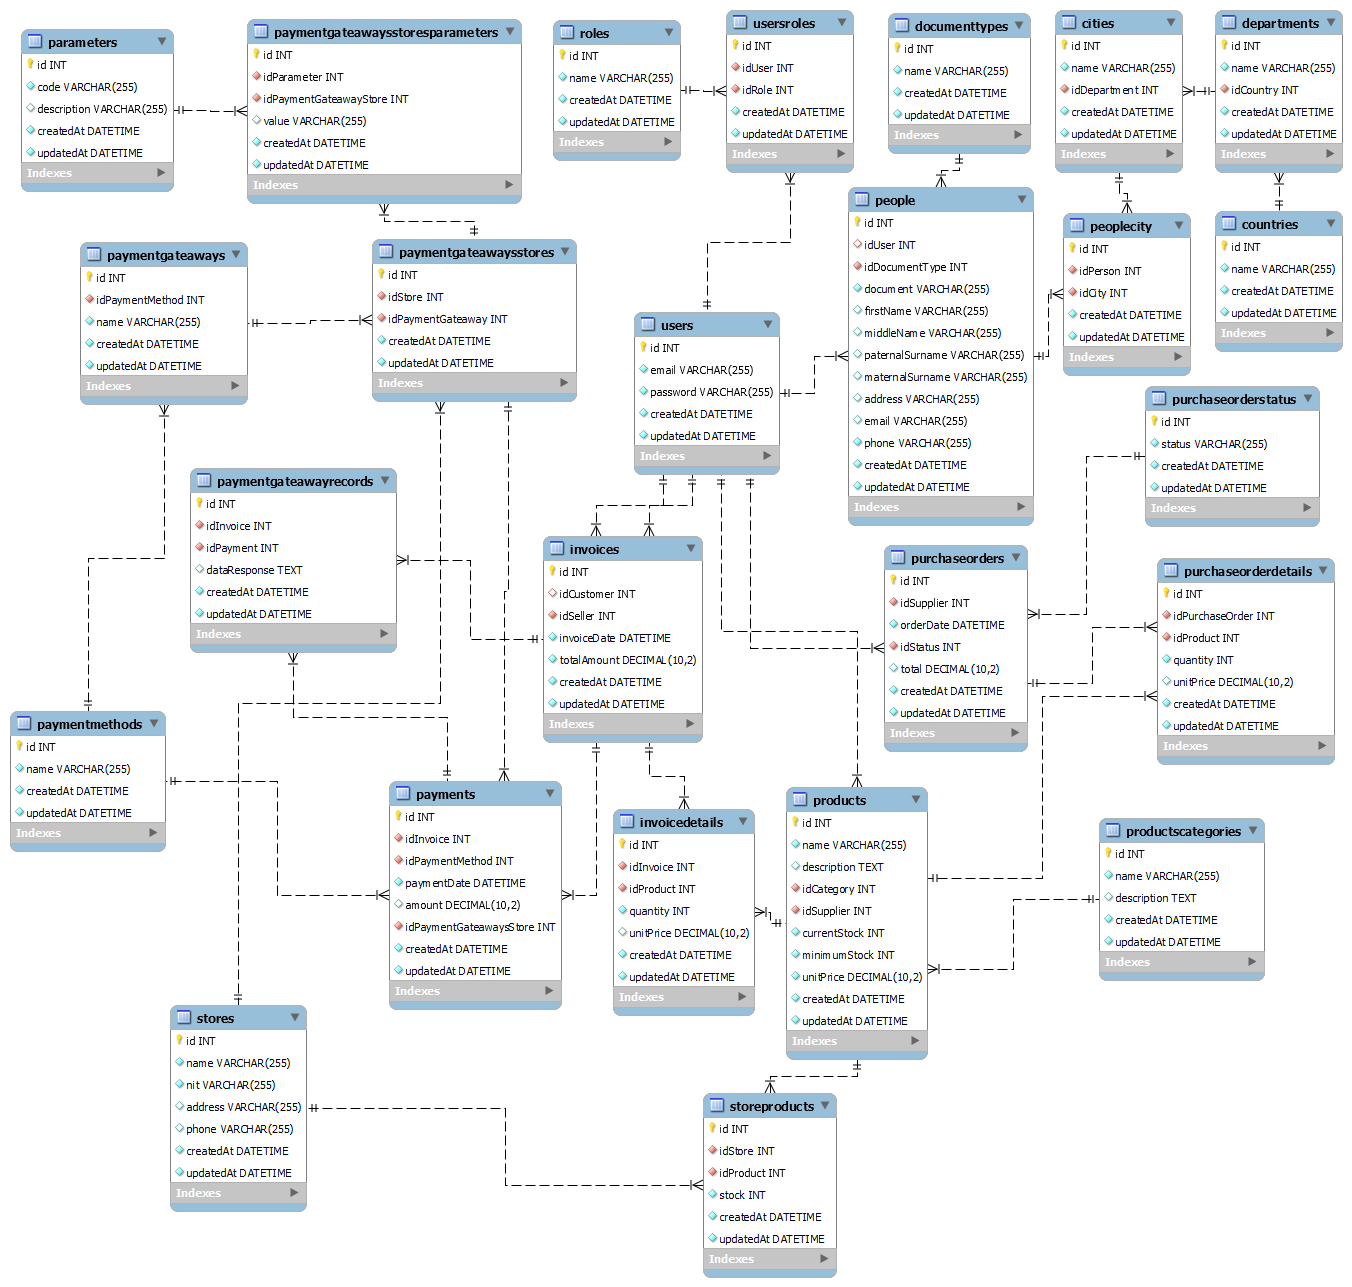 parameters
id INT
code VARCHAR(255)
description VARCHAR(255)
createdAt DATETIME
updatedAt DATETIME
Indexes
paymentgateawaysstoresparameters
id INT
idParameter INT
idPaymentGateawayStore INT
value VARCHAR(255)
createdAt DATETIME
updatedAt DATETIME
Indexes
roles
id INT
name VARCHAR(255)
createdAt DATETIME
updatedAt DATETIME
Indexes
usersroles
id INT
idUser INT
idRole INT
createdAt DATETIME
updatedAt DATETIME
Indexes
documenttypes
id INT
name VARCHAR(255)
createdAt DATETIME
updatedAt DATETIME
Indexes
cities
id INT
name VARCHAR(255)
idDepartment INT
createdAt DATETIME
updatedAt DATETIME
Indexes
departments
id INT
name VARCHAR(255)
idCountry INT
createdAt DATETIME
updatedAt DATETIME
Indexes
paymentgateaways
id INT
idPaymentMethod INT
name VARCHAR(255)
createdAt DATETIME
updatedAt DATETIME
Indexes
paymentgateawaysstores
id INT
idStore INT
idPaymentGateaway INT
createdAt DATETIME
updatedAt DATETIME
Indexes
users
id INT
email VARCHAR(255)
password VARCHAR(255)
createdAt DATETIME
updatedAt DATETIME
Indexes
people
id INT
idUser INT
idDocumentType INT
document VARCHAR(255)
firstName VARCHAR(255)
middleName VARCHAR(255)
paternalSurname VARCHAR(255)
maternalSurname VARCHAR(255)
address VARCHAR(255)
email VARCHAR(255)
phone VARCHAR(255)
createdAt DATETIME
updatedAt DATETIME
Indexes
peoplecity
id INT
idPerson INT
idCity INT
createdAt DATETIME
updatedAt DATETIME
Indexes
countries
id INT
name VARCHAR(255)
createdAt DATETIME
updatedAt DATETIME
Indexes
purchaseorderstatus
id INT
status VARCHAR(255)
createdAt DATETIME
updatedAt DATETIME
Indexes
paymentgateawayrecords
id INT
idInvoice INT
idPayment INT
dataResponse TEXT
createdAt DATETIME
updatedAt DATETIME
Indexes
invoices
id INT
idCustomer INT
idSeller INT
invoiceDate DATETIME
totalAmount DECIMAL(10,2)
createdAt DATETIME
updatedAt DATETIME
Indexes
purchaseorders
id INT
idSupplier INT
orderDate DATETIME
idStatus INT
total DECIMAL(10,2)
createdAt DATETIME
updatedAt DATETIME
Indexes
purchaseorderdetails
id INT
idPurchaseOrder INT
idProduct INT
quantity INT
unitPrice DECIMAL(10,2)
createdAt DATETIME
updatedAt DATETIME
Indexes
paymentmethods
id INT
name VARCHAR(255)
createdAt DATETIME
updatedAt DATETIME
Indexes
payments
id INT
idInvoice INT
idPaymentMethod INT
paymentDate DATETIME
amount DECIMAL(10,2)
idPaymentGateawaysStore INT
createdAt DATETIME
updatedAt DATETIME
Indexes
invoicedetails
id INT
idInvoice INT
idProduct INT
quantity INT
unitPrice DECIMAL(10,2)
createdAt DATETIME
updatedAt DATETIME
Indexes
products
id INT
name VARCHAR(255)
description TEXT
idCategory INT
idSupplier INT
currentStock INT
minimumStock INT
unitPrice DECIMAL(10,2)
createdAt DATETIME
updatedAt DATETIME
Indexes
productscategories
id INT
name VARCHAR(255)
description TEXT
createdAt DATETIME
updatedAt DATETIME
Indexes
stores
id INT
name VARCHAR(255)
nit VARCHAR(255)
address VARCHAR(255)
phone VARCHAR(255)
createdAt DATETIME
updatedAt DATETIME
Indexes
storeproducts
id INT
idStore INT
idProduct INT
stock INT
createdAt DATETIME
updatedAt DATETIME
Indexes